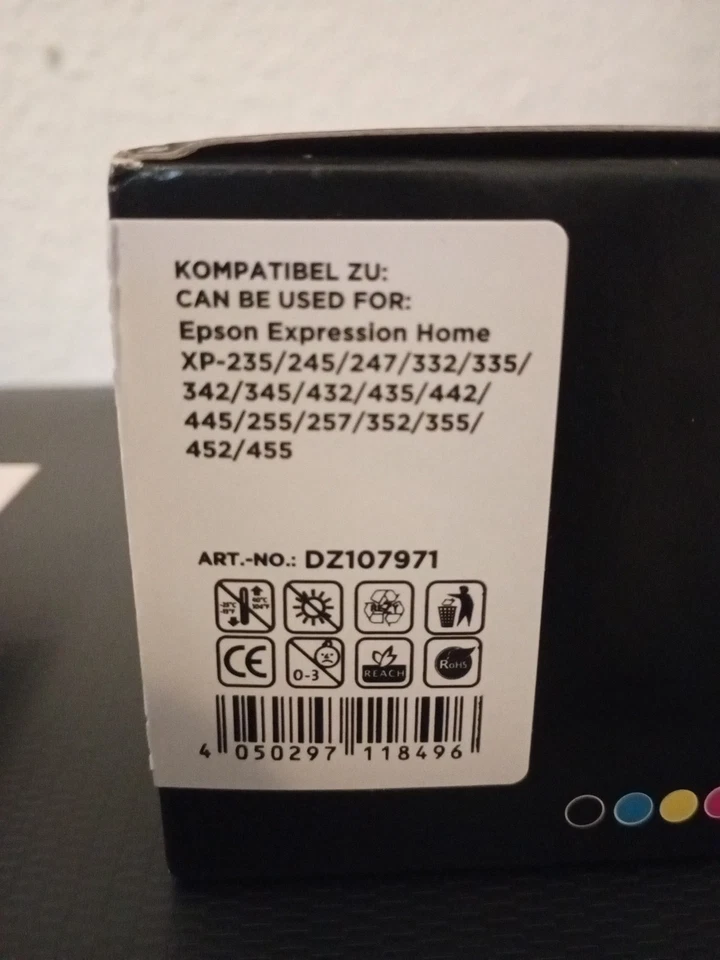 KOMPATIBEL ZU:
CAN BE USED FOR:
Epson Expression Home
XP-235/245/247/332/335/
342/345/432/435/442/
445/255/257/352/355/
452/455
ART.-NO.: DZ107971
CE
0-3
REACH
RoHS
4 050297 118496